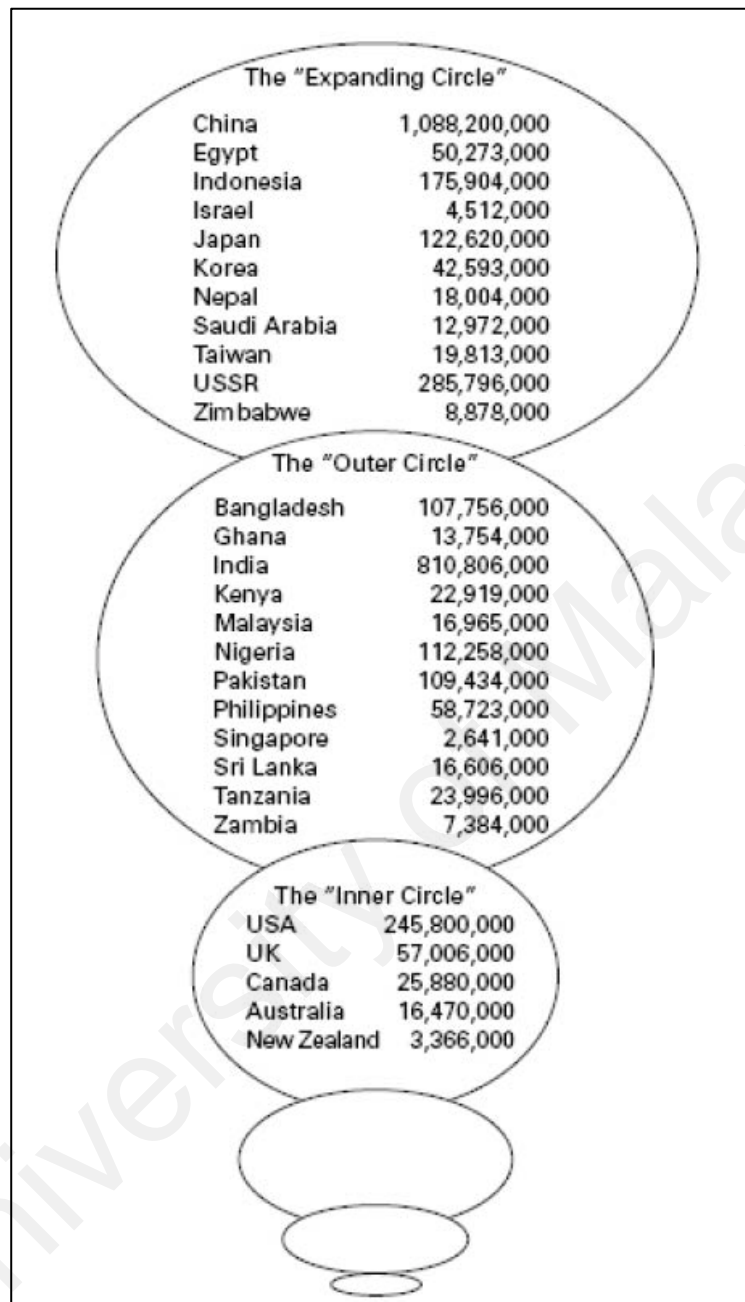 The "Expanding Circle"
China 1,088,200,000
Egypt 50,273,000
Indonesia 175,904,000
Israel 4,512,000
Japan 122,620,000
Korea 42,593,000
Nepal 18,004,000
Saudi Arabia 12,972,000
Taiwan 19,813,000
USSR 285,796,000
Zimbabwe 8,878,000
The "Outer Circle"
Bangladesh 107,756,000
Ghana 13,754,000
India 810,806,000
Kenya 22,919,000
Malaysia 16,965,000
Nigeria 112,258,000
Pakistan 109,434,000
Philippines 58,723,000
Singapore 2,641,000
Sri Lanka 16,606,000
Tanzania 23,996,000
Zambia 7,384,000
The "Inner Circle"
USA 245,800,000
UK 57,006,000
Canada 25,880,000
Australia 16,470,000
New Zealand 3,366,000